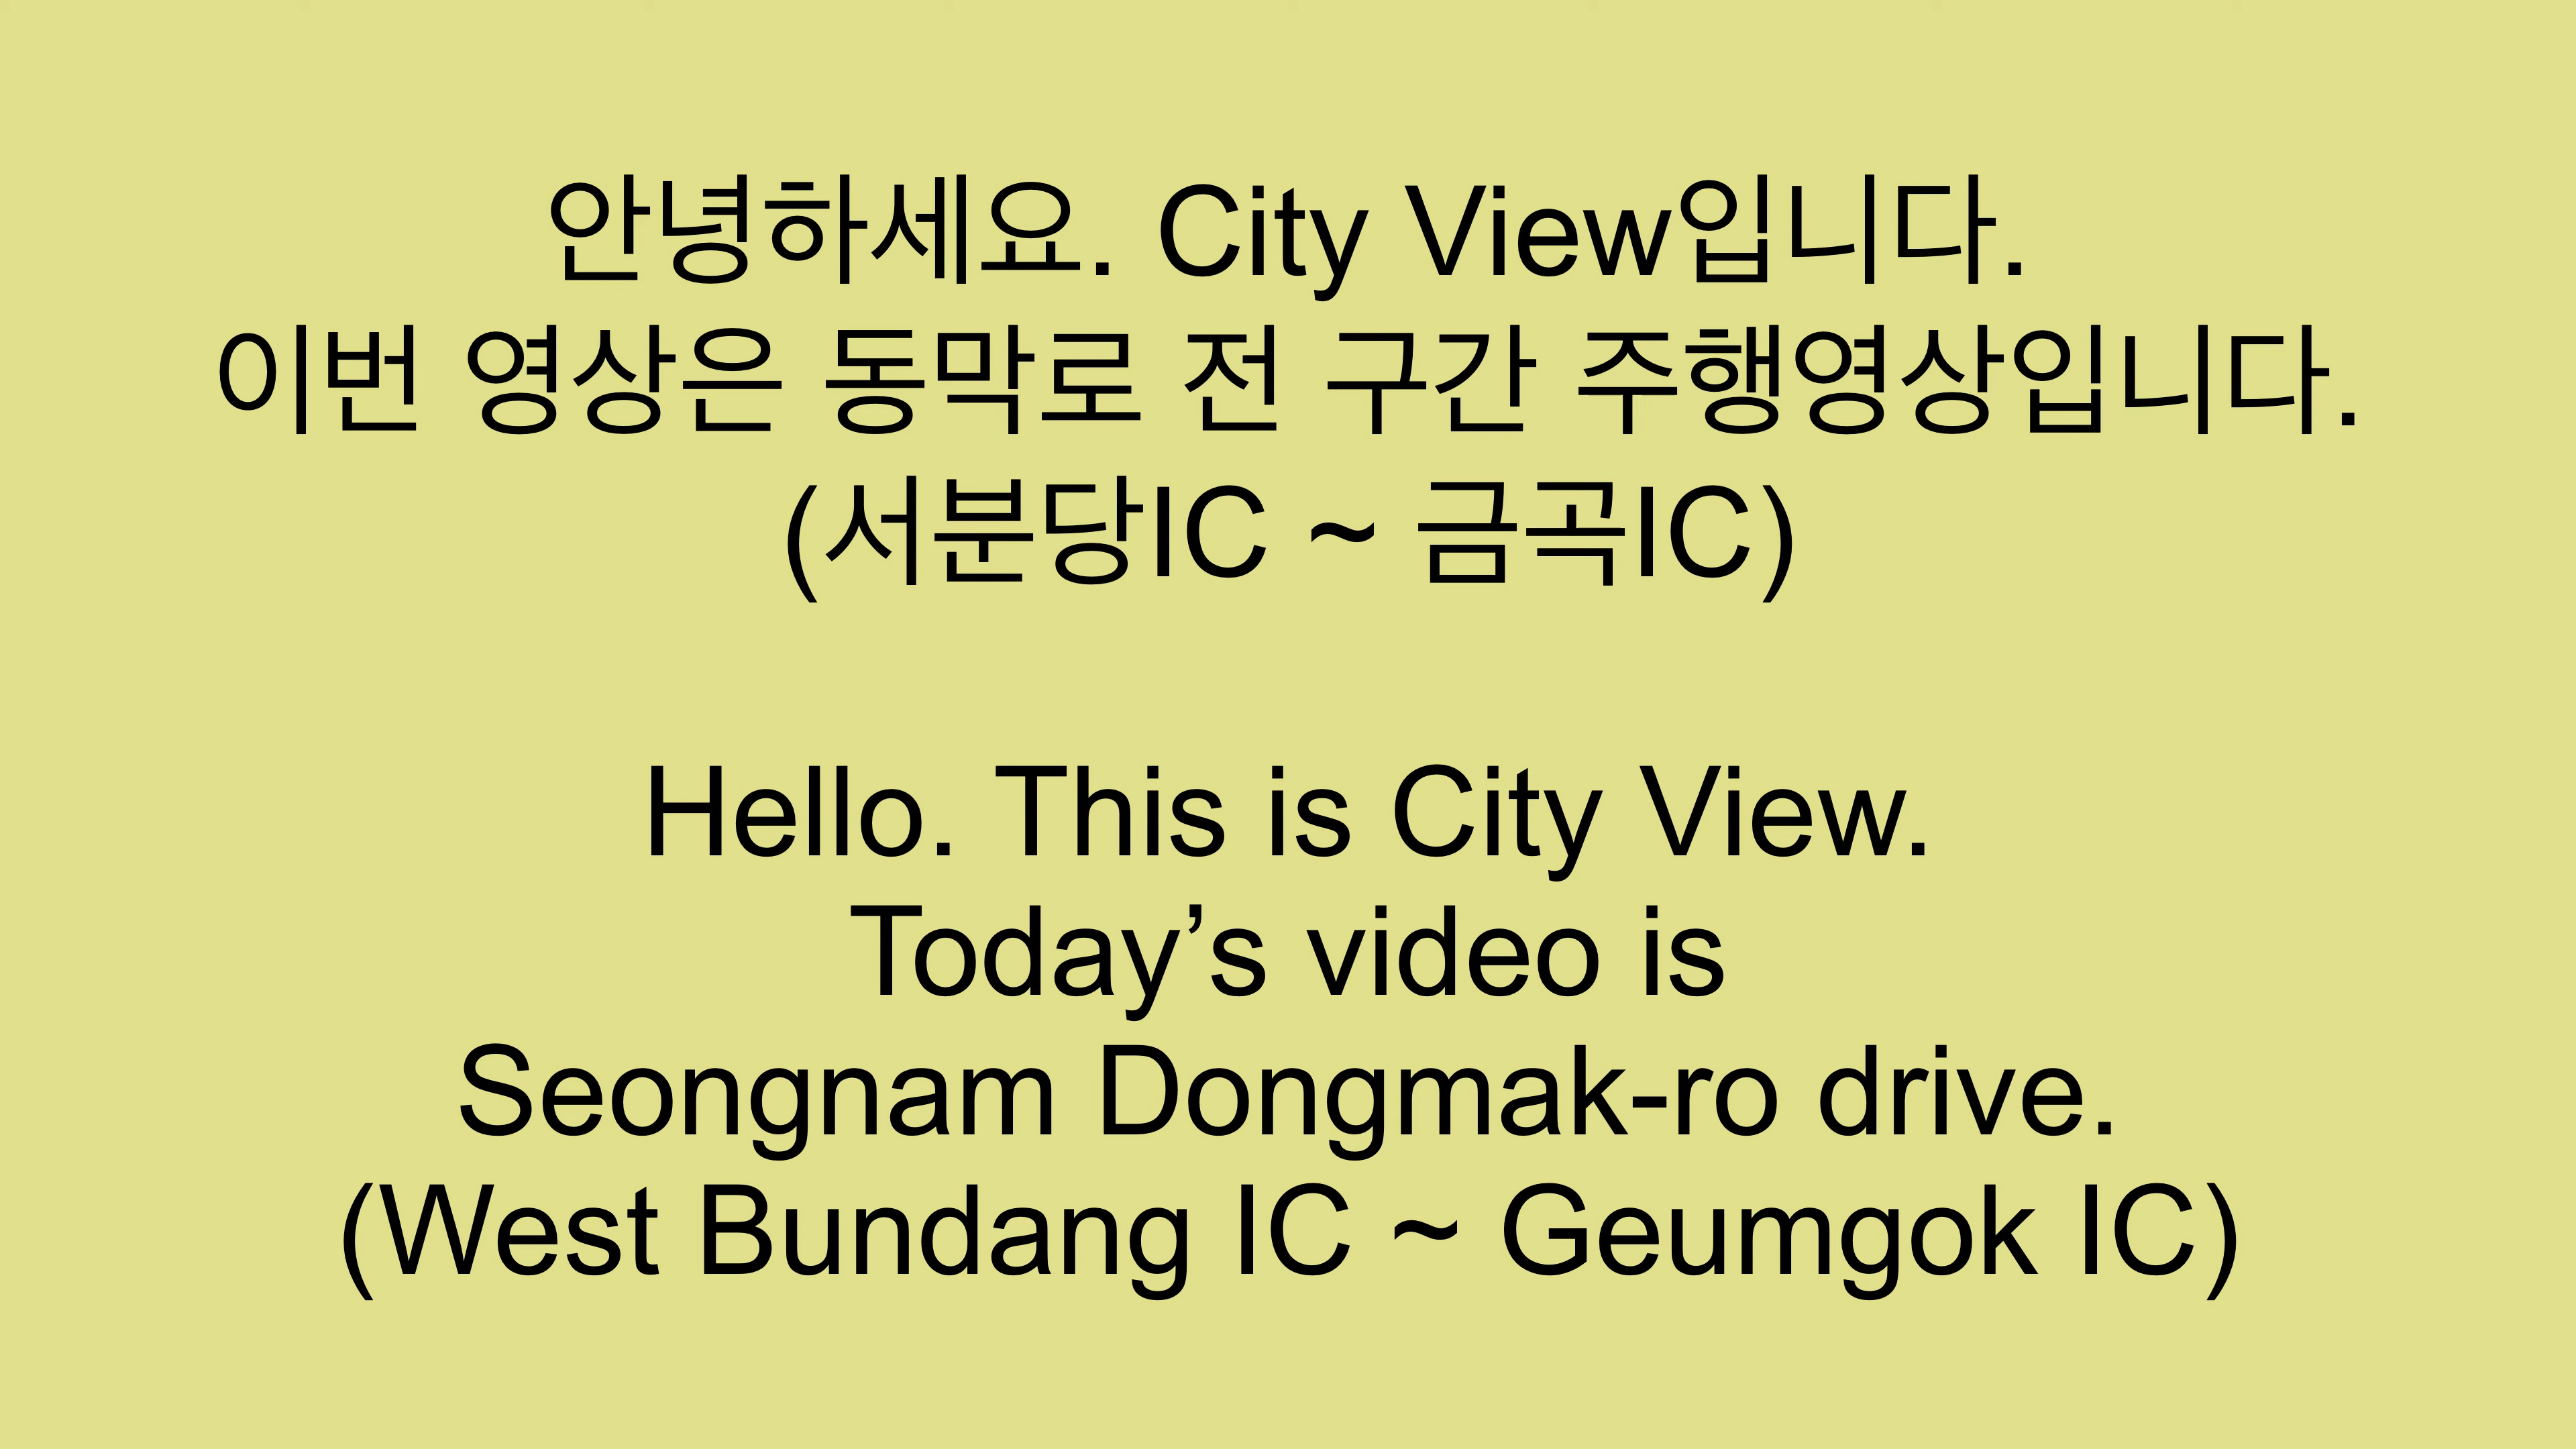 안녕하세요. City View입니다.
이번 영상은 동막로 전 구간 주행영상입니다.
(서분당IC ~ 금곡IC)
Hello. This is City View.
Today’s video is
Seongnam Dongmak-ro drive.
(West Bundang IC ~ Geumgok IC)